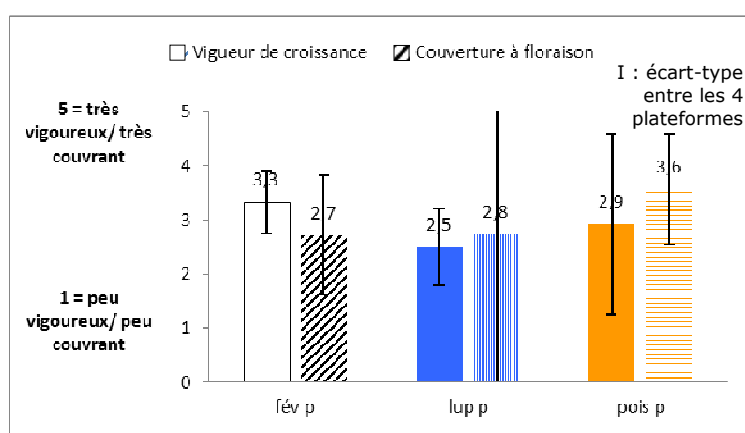 Vigueur de croissance
Couverture à floraison
I : écart-type
entre les 4
plateformes
5 = très
vigoureux/ très
couvrant
1 = peu
vigoureux/ peu
couvrant
5
4
3
2
1
0
3,3
2,7
2,5
2,8
2,9
3,6
fév p
lup p
pois p